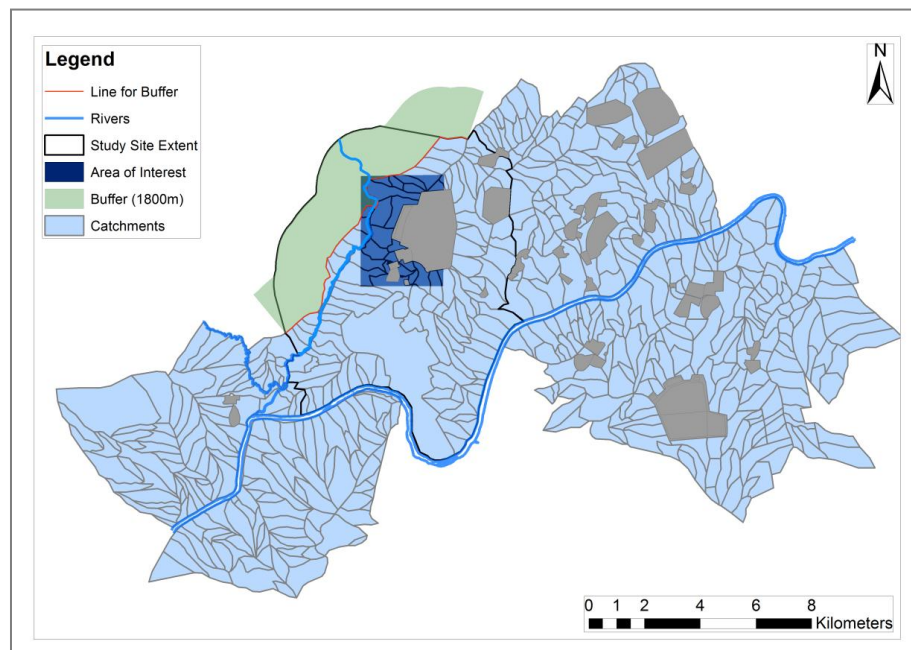 Legend
Line for Buffer
Rivers
Study Site Extent
Area of Interest
Buffer (1800m)
Catchments
N
0 1 2 4 6 8
Kilometers